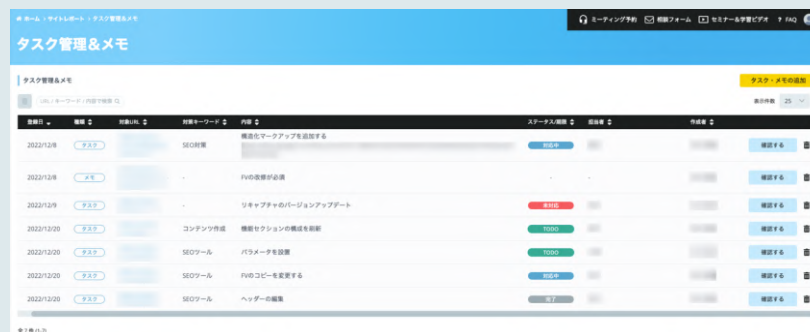 ホーム › サイトレポート › タスク管理&メモ
ミーティング予約 相談フォーム セミナー&学習ビデオ ? FAQ
タスク管理&メモ
タスク管理&メモ
タスク・メモの追加
URL / キーワード / 内容で検索
表示件数 25
登録日 種類 対象URL 対策キーワード 内容 ステータス/期限 担当者 作成者
構造化マークアップを追加する
2022/12/8 タスク SEO対策 対応中 確認する
2022/12/8 メモ - FVの改修が必須 - - 確認する
2022/12/9 タスク - リキャプチャのバージョンアップデート 未対応 確認する
2022/12/20 タスク コンテンツ作成 機能セクションの構成を刷新 TODO 確認する
2022/12/20 タスク SEOツール パラメータを設置 TODO 確認する
2022/12/20 タスク SEOツール FVのコピーを変更する 対応中 確認する
2022/12/20 タスク SEOツール ヘッダーの編集 完了 確認する